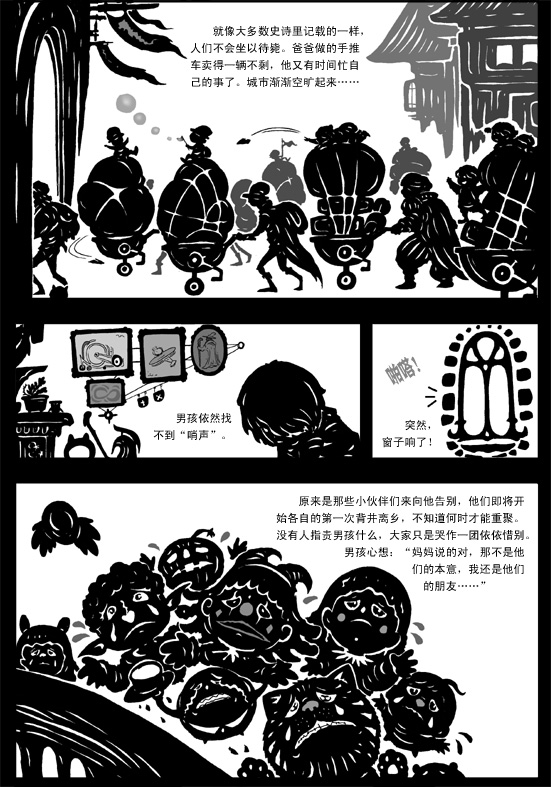 就像大多数史诗里记载的一样，
人们不会坐以待毙。爸爸做的手推
车卖得一辆不剩，他又有时间忙自
己的事了。城市渐渐空旷起来……
男孩依然找
不到“哨声”。
啪嗒！
突然，
窗子响了！
原来是那些小伙伴们来向他告别，他们即将开
始各自的第一次背井离乡，不知道何时才能重聚。
没有人指责男孩什么，大家只是哭作一团依依惜别。
男孩心想：“妈妈说的对，那不是他
们的本意，我还是他们
的朋友……”